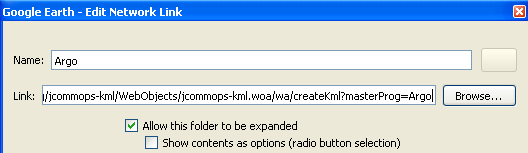 Google Earth - Edit Network Link
Name: Argo
Link: /jcommops-kml/WebObjects/jcommops-kml.woa/wa/createKml?masterProg=Argo Browse...
Allow this folder to be expanded
Show contents as options (radio button selection)